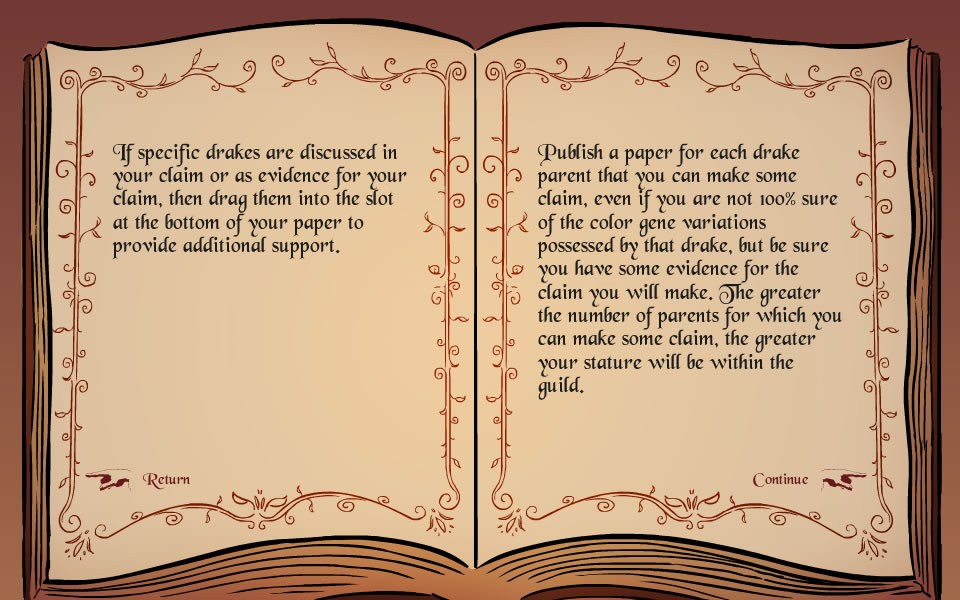 If specific drakes are discussed in
your claim or as evidence for your
claim, then drag them into the slot
at the bottom of your paper to
provide additional support.
Return
Publish a paper for each drake
parent that you can make some
claim, even if you are not 100% sure
of the color gene variations
possessed by that drake, but be sure
you have some evidence for the
claim you will make. The greater
the number of parents for which you
can make some claim, the greater
your stature will be within the
guild.
Continue